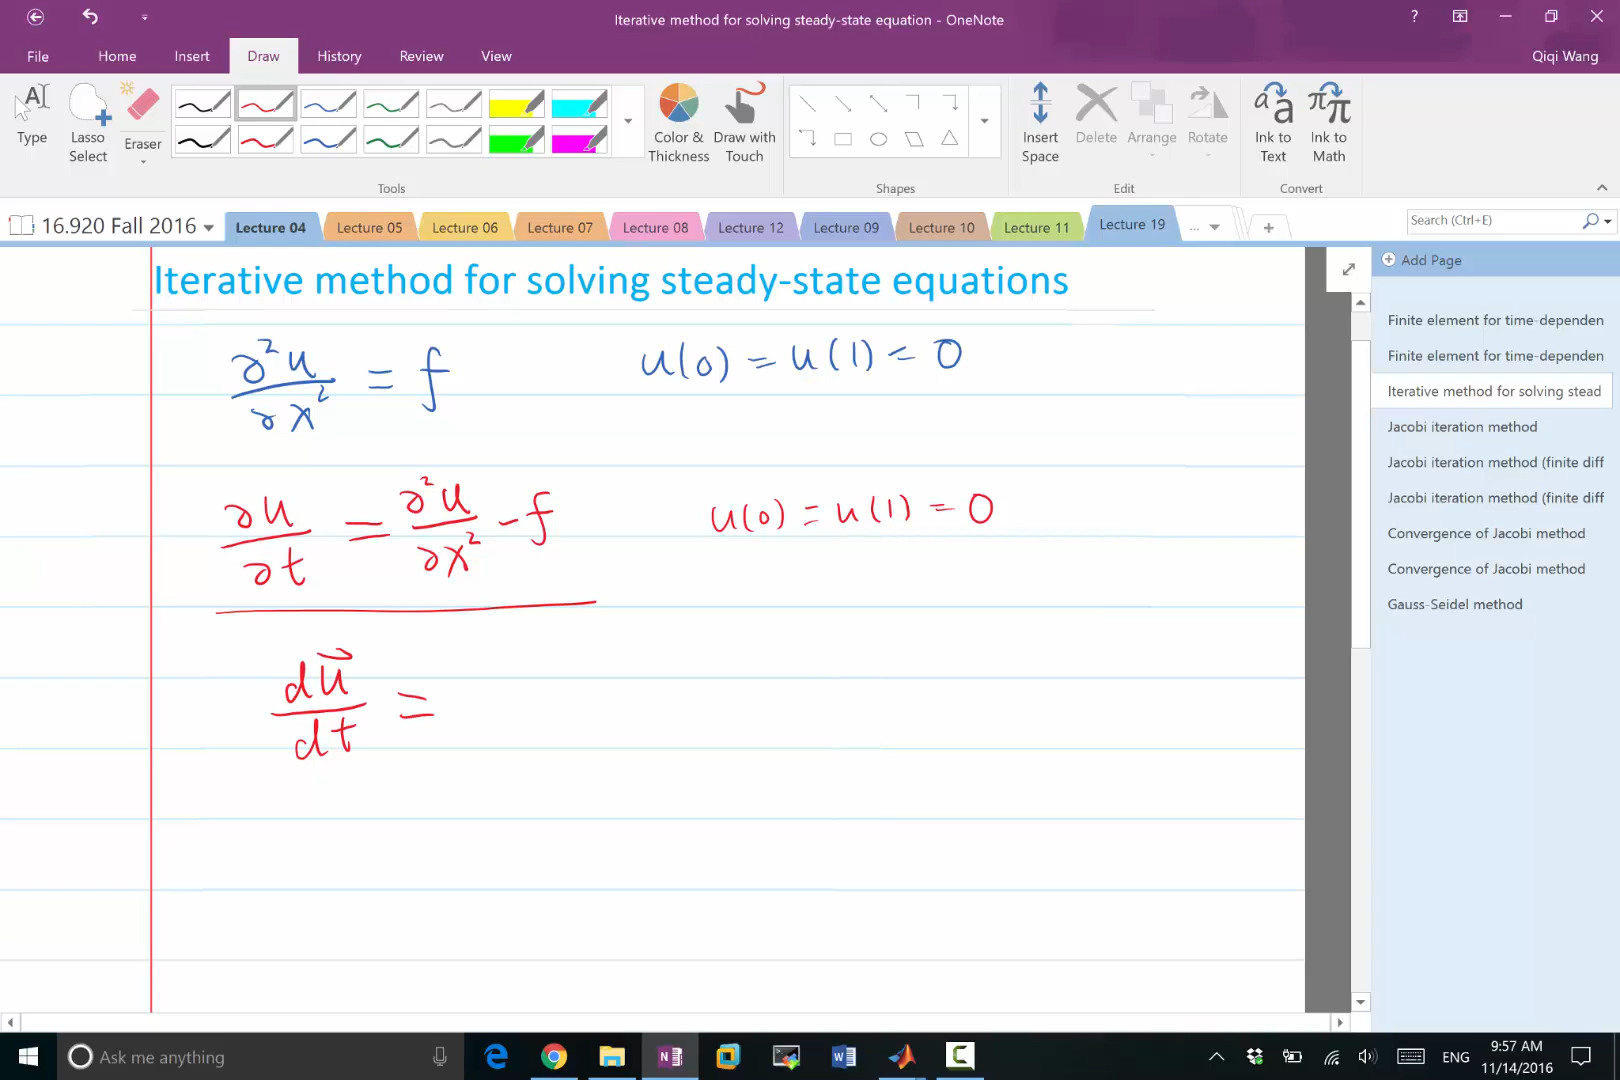 Iterative method for solving steady-state equation - OneNote
?
File
Home
Insert
Draw
History
Review
View
Qiqi Wang
Type
Lasso Select
Eraser
Color & Thickness
Draw with Touch
Insert Space
Delete
Arrange
Rotate
Ink to Text
Ink to Math
Tools
Shapes
Edit
Convert
16.920 Fall 2016
Lecture 04
Lecture 05
Lecture 06
Lecture 07
Lecture 08
Lecture 12
Lecture 09
Lecture 10
Lecture 11
Lecture 19
...
Search (Ctrl+E)
Add Page
Finite element for time-dependen
Finite element for time-dependen
Iterative method for solving stead
Jacobi iteration method
Jacobi iteration method (finite diff
Jacobi iteration method (finite diff
Convergence of Jacobi method
Convergence of Jacobi method
Gauss-Seidel method
Iterative method for solving steady-state equations
∂²u/∂x² = f    u(0) = u(1) = 0
∂u/∂t = ∂²u/∂x² - f    u(0) = u(1) = 0
du⃗/dt =
Ask me anything
ENG
9:57 AM
11/14/2016